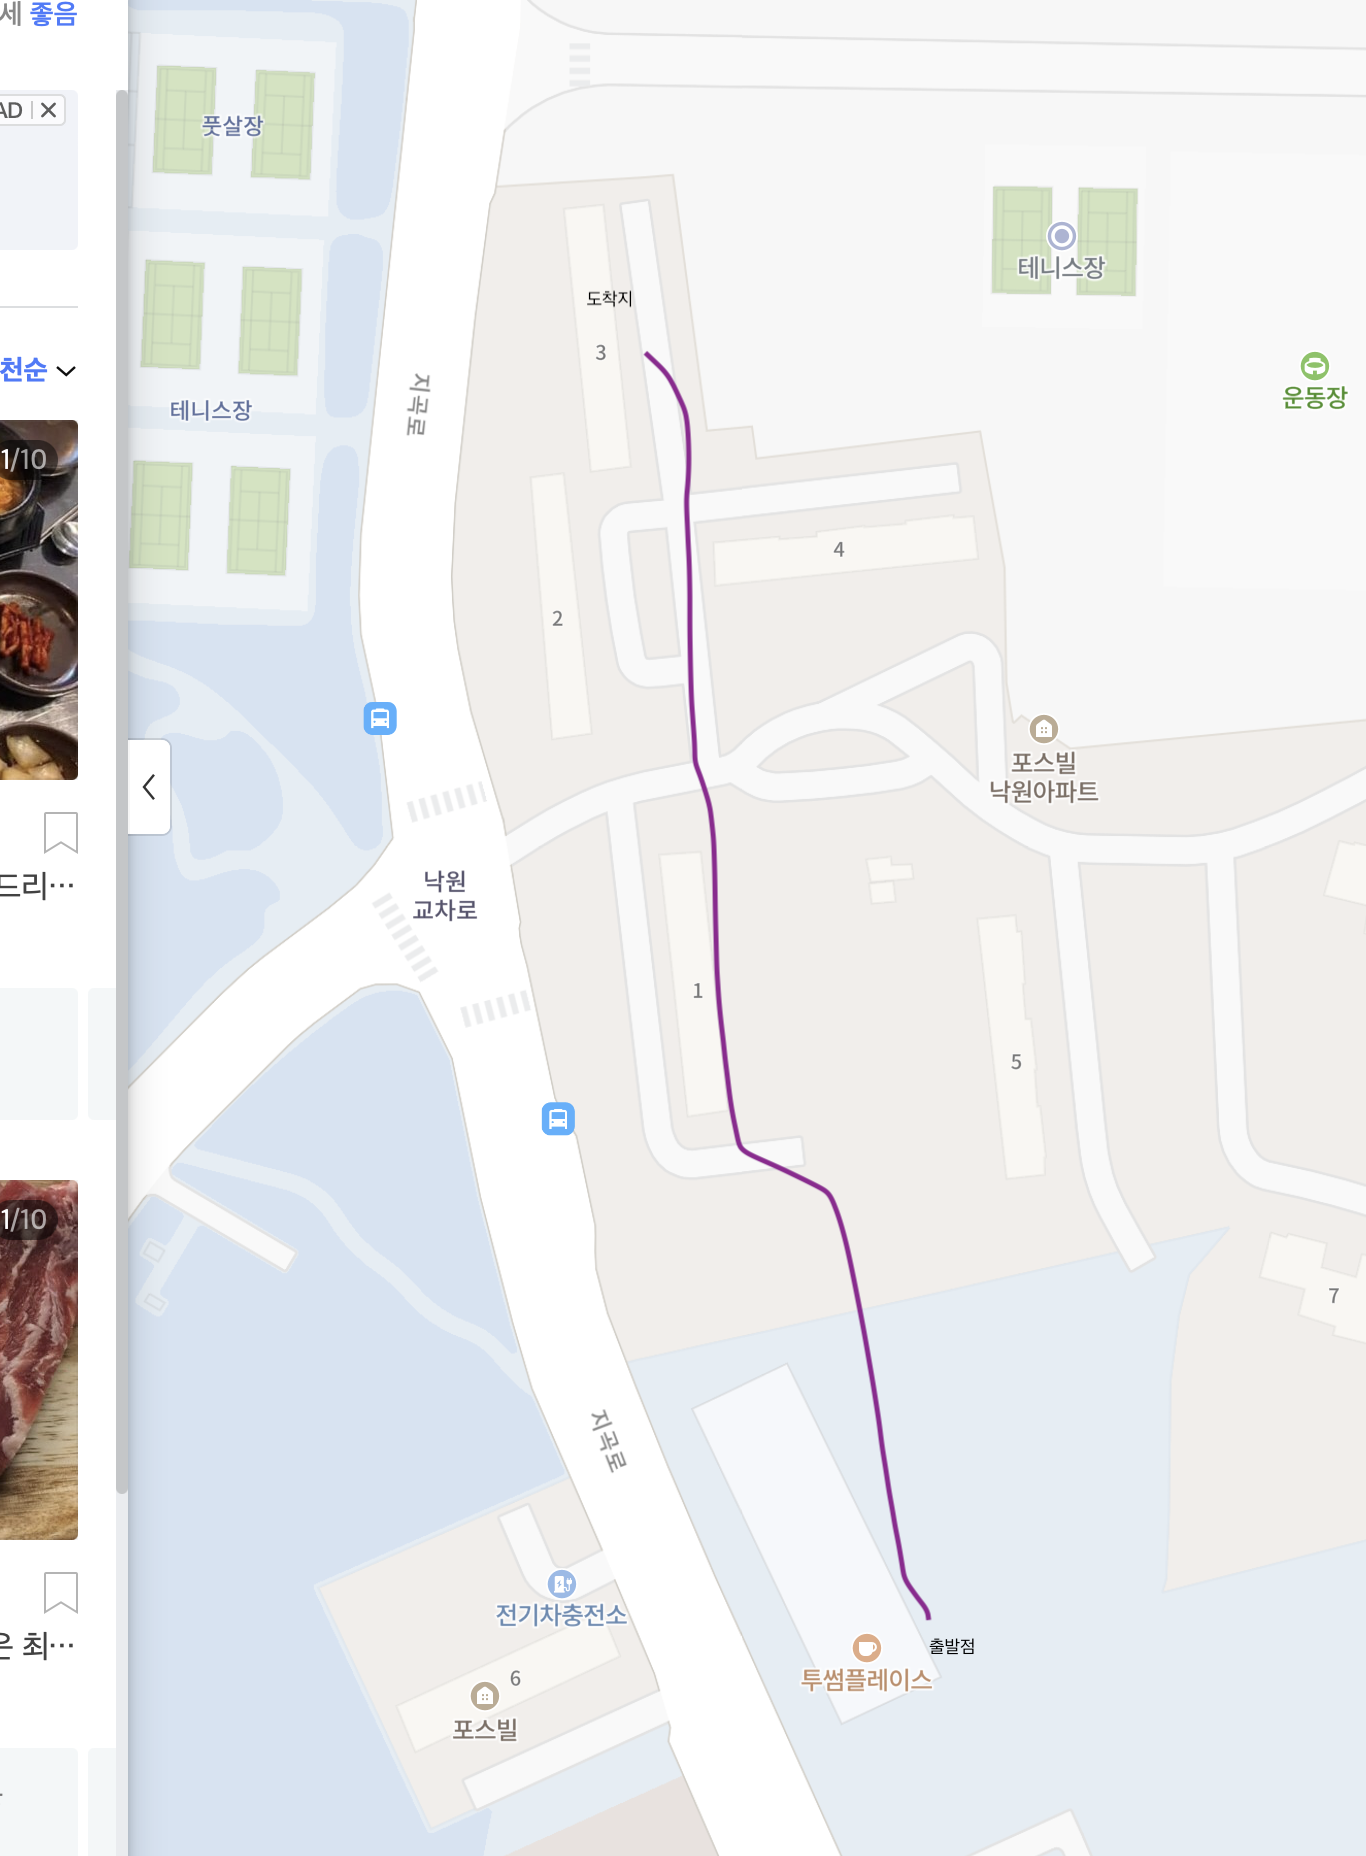 세 좋음
AD
천순
1/10
드리…
1/10
은 최…
풋살장
테니스장
테니스장
운동장
지곡로
도착지
3
2
4
포스빌
낙원아파트
낙원
교차로
1
5
7
지곡로
전기차충전소
6
포스빌
출발점
투썸플레이스